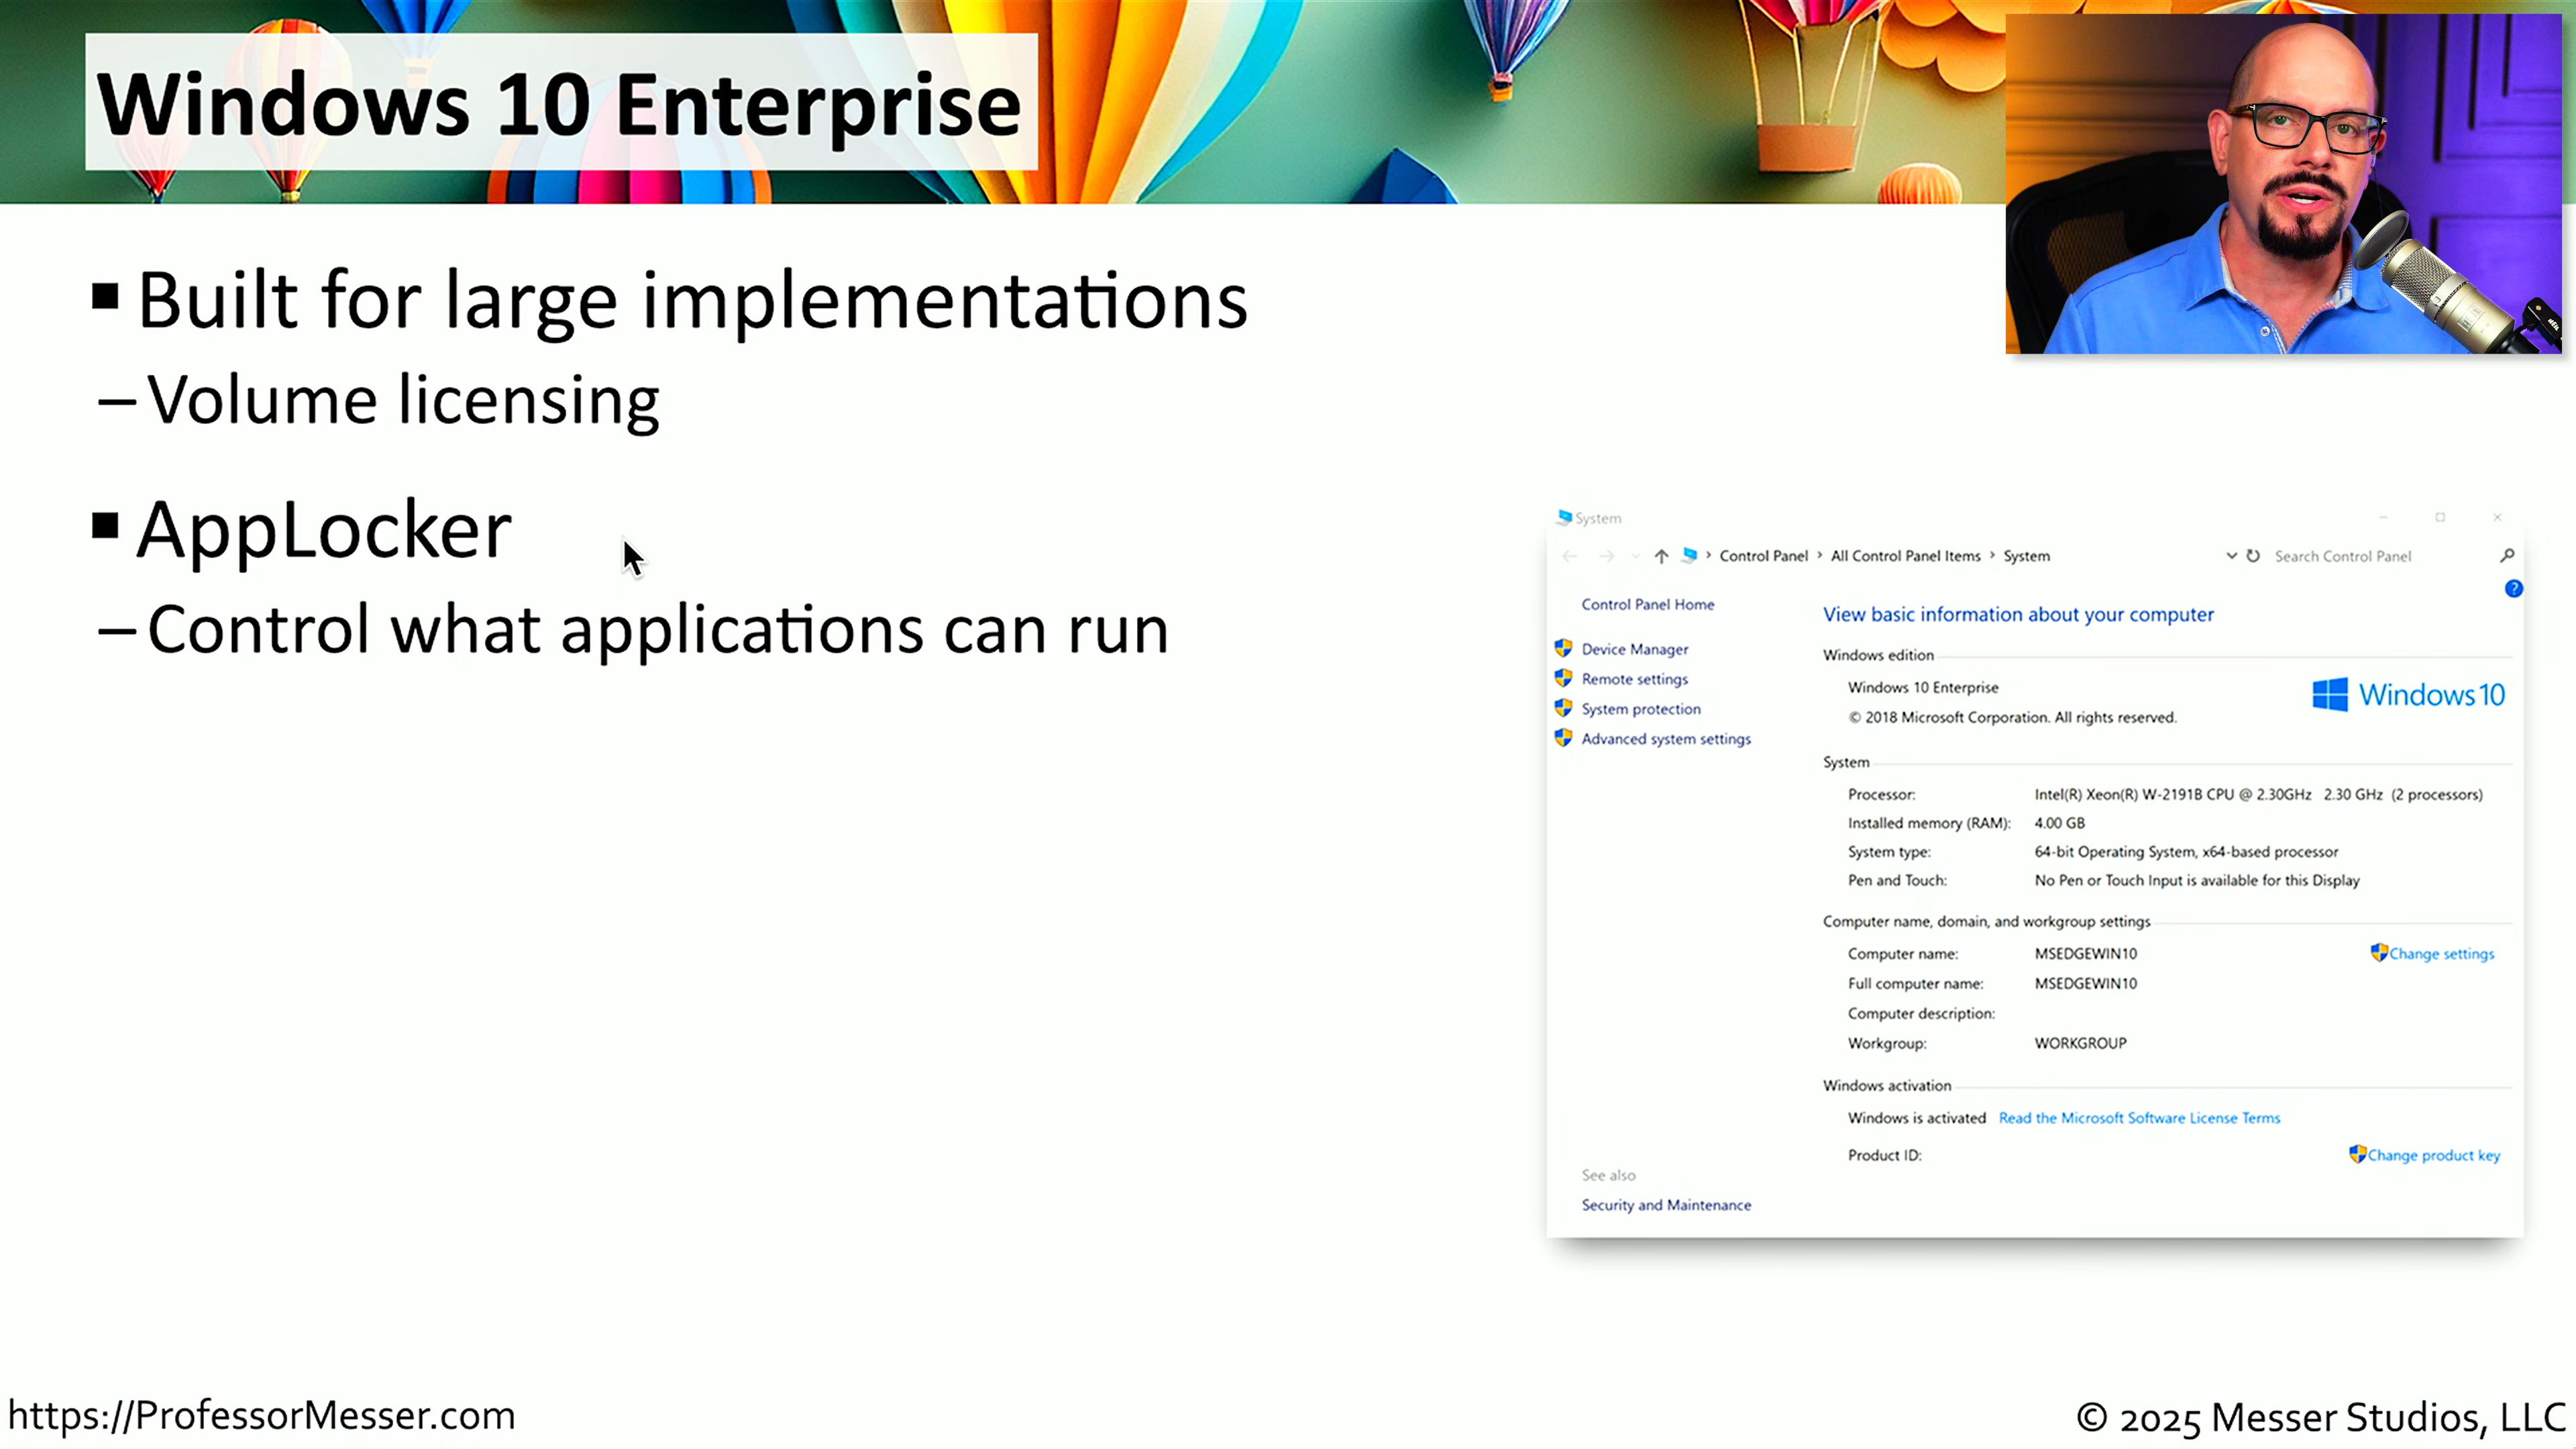 Windows 10 Enterprise
▪ Built for large implementations
– Volume licensing
▪ AppLocker
– Control what applications can run
System
Control Panel › All Control Panel Items › System
Search Control Panel
?
Control Panel Home
Device Manager
Remote settings
System protection
Advanced system settings
View basic information about your computer
Windows edition
Windows 10 Enterprise
© 2018 Microsoft Corporation. All rights reserved.
Windows 10
System
Processor: Intel(R) Xeon(R) W-2191B CPU @ 2.30GHz 2.30 GHz (2 processors)
Installed memory (RAM): 4.00 GB
System type: 64-bit Operating System, x64-based processor
Pen and Touch: No Pen or Touch Input is available for this Display
Computer name, domain, and workgroup settings
Computer name: MSEDGEWIN10 Change settings
Full computer name: MSEDGEWIN10
Computer description:
Workgroup: WORKGROUP
Windows activation
Windows is activated Read the Microsoft Software License Terms
Product ID: Change product key
See also
Security and Maintenance
https://ProfessorMesser.com
© 2025 Messer Studios, LLC